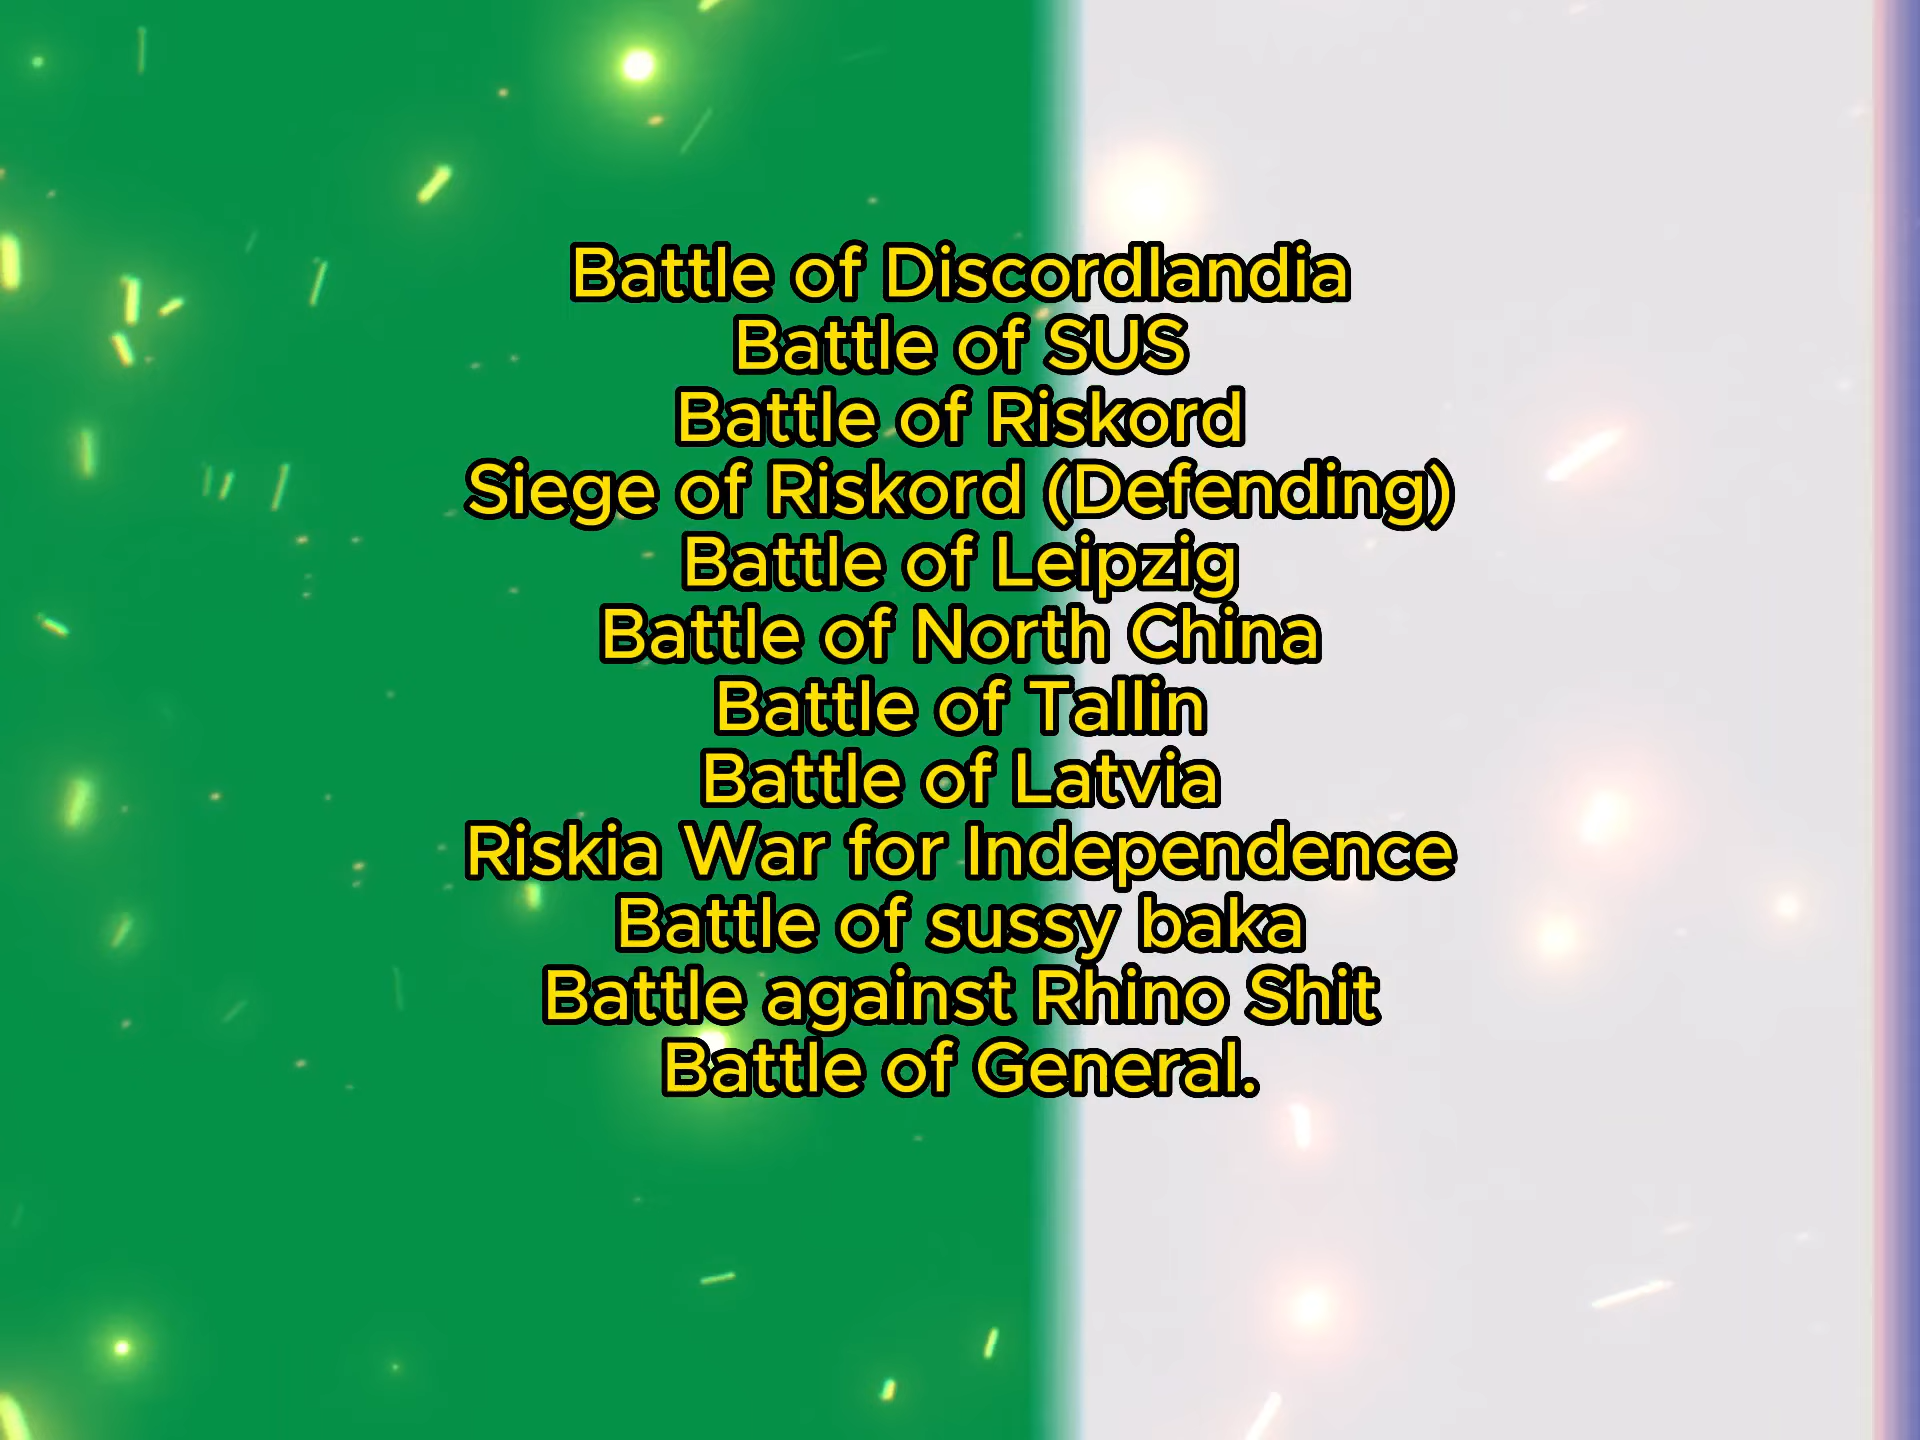 Battle of Discordlandia
Battle of SUS
Battle of Riskord
Siege of Riskord (Defending)
Battle of Leipzig
Battle of North China
Battle of Tallin
Battle of Latvia
Riskia War for Independence
Battle of sussy baka
Battle against Rhino Shit
Battle of General.